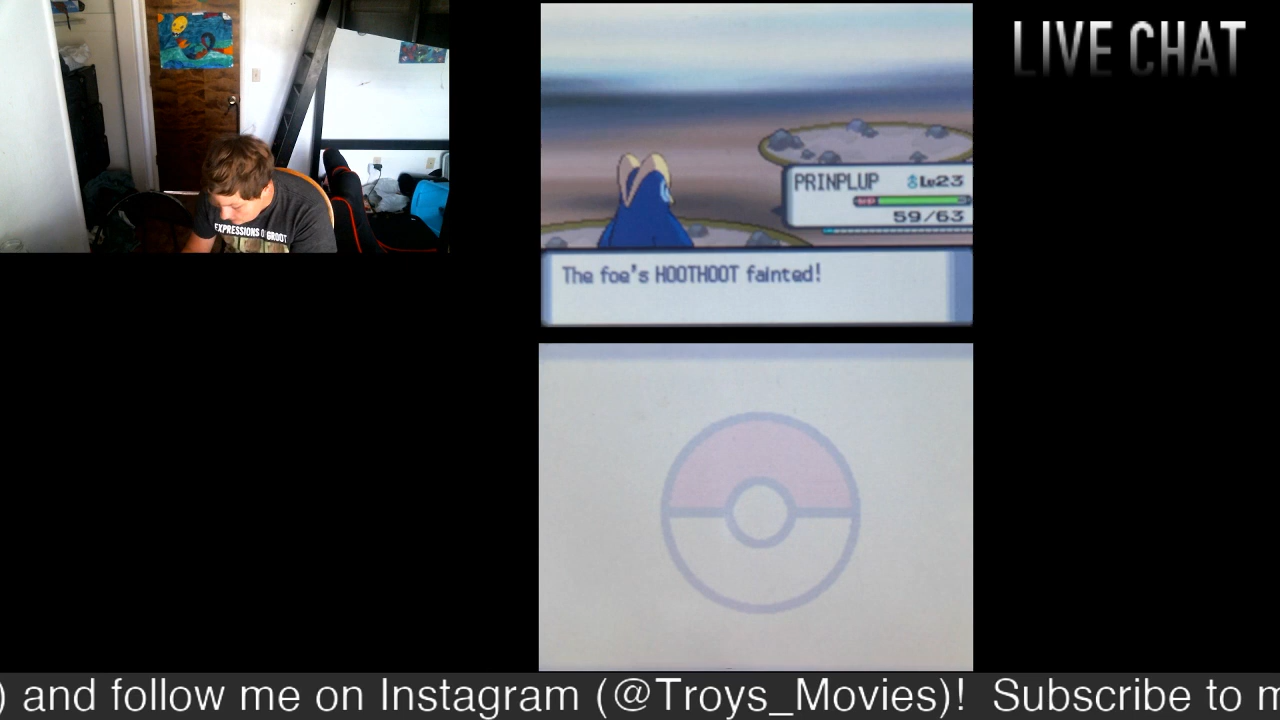 LIVE CHAT
EXPRESSIONS O GROOT
PRINPLUP ♂Lv23
HP
59/63
The foe's HOOTHOOT fainted!
) and follow me on Instagram (@Troys_Movies)! Subscribe to m